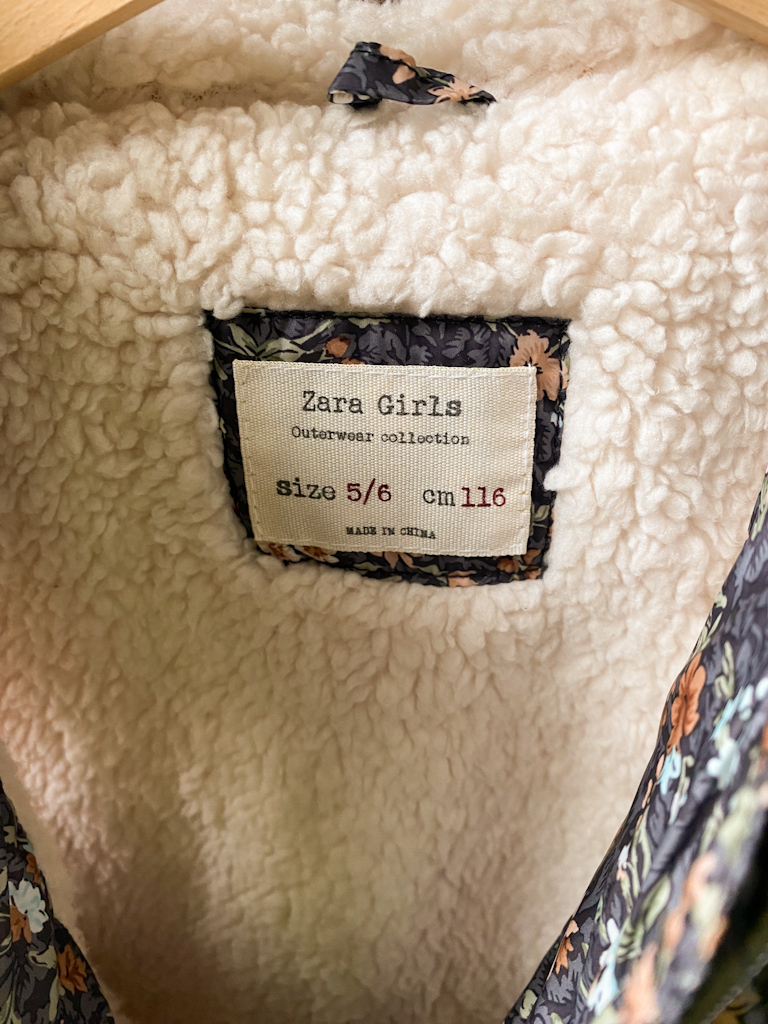 Zara Girls
Outerwear collection
Size 5/6 cm 116
MADE IN CHINA